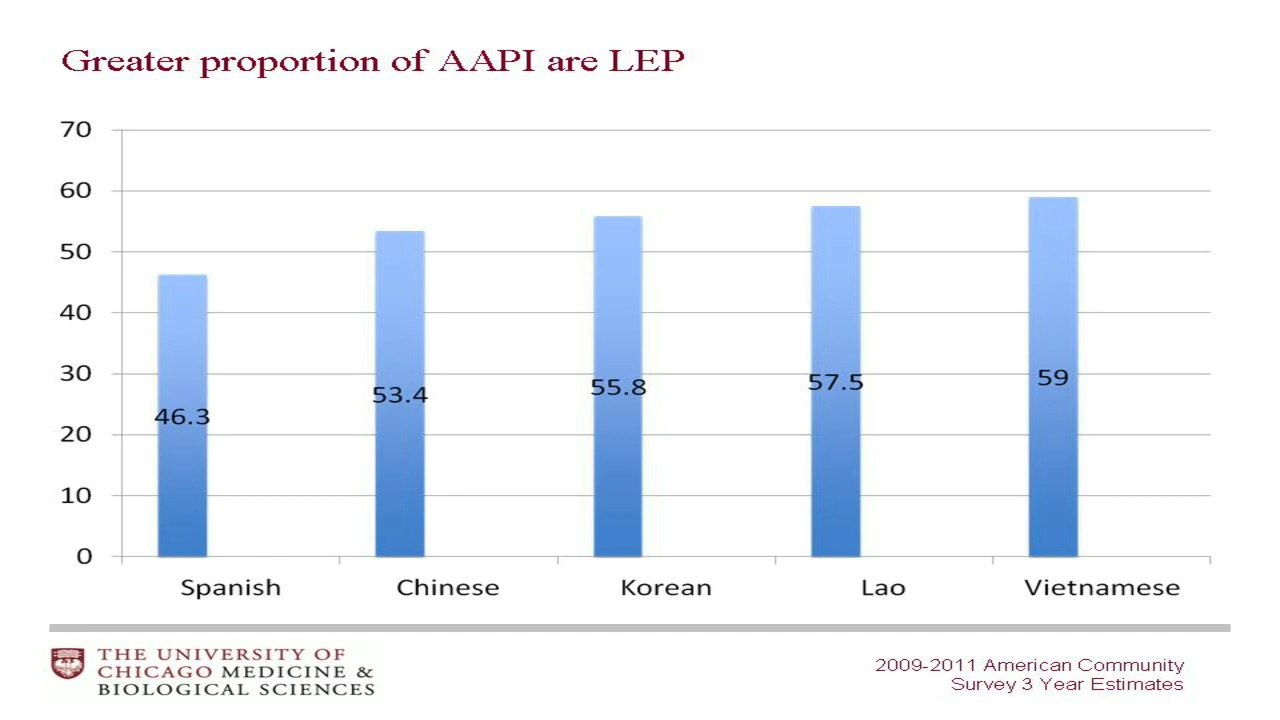 Greater proportion of AAPI are LEP
70
60
50
40
30
20
10
0
46.3
53.4
55.8
57.5
59
Spanish
Chinese
Korean
Lao
Vietnamese
THE UNIVERSITY OF
CHICAGO MEDICINE &
BIOLOGICAL SCIENCES
2009-2011 American Community
Survey 3 Year Estimates